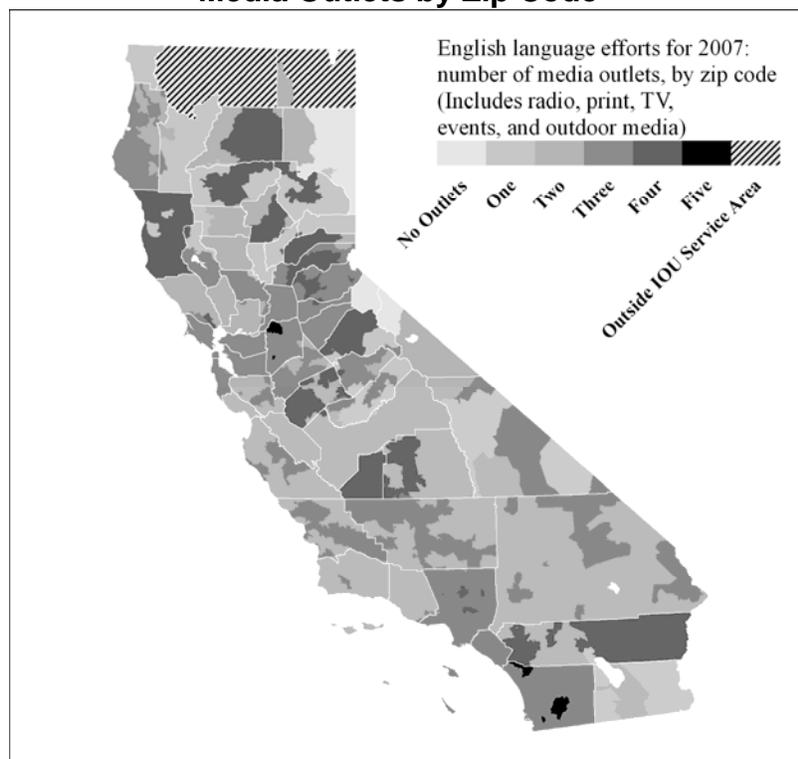 Media Outlets by Zip Code
English language efforts for 2007:
number of media outlets, by zip code
(Includes radio, print, TV,
events, and outdoor media)
No Outlets
One
Two
Three
Four
Five
Outside IOU Service Area